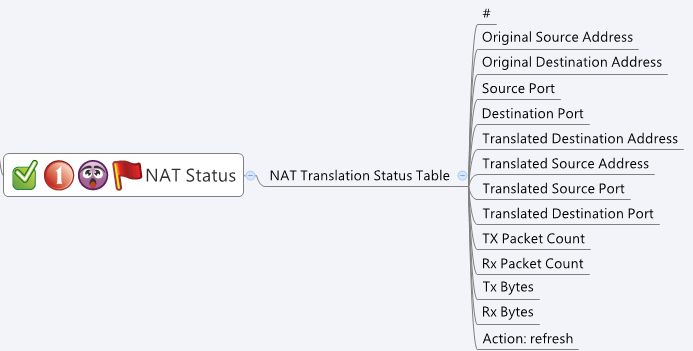 #
Original Source Address
Original Destination Address
Source Port
Destination Port
Translated Destination Address
1
NAT Status
NAT Translation Status Table
Translated Source Address
Translated Source Port
Translated Destination Port
TX Packet Count
Rx Packet Count
Tx Bytes
Rx Bytes
Action: refresh